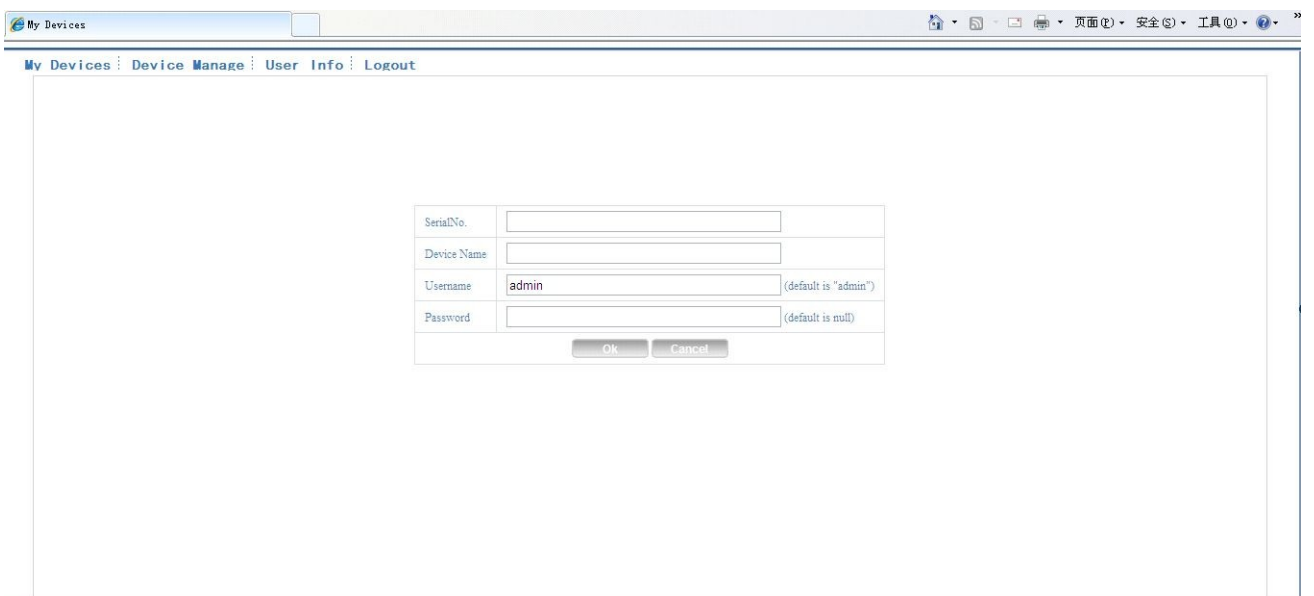 My Devices
页面(P) 安全(S) 工具(O)
»
My Devices Device Manage User Info Logout
SerialNo.
Device Name
Username admin (default is "admin")
Password (default is null)
Ok Cancel